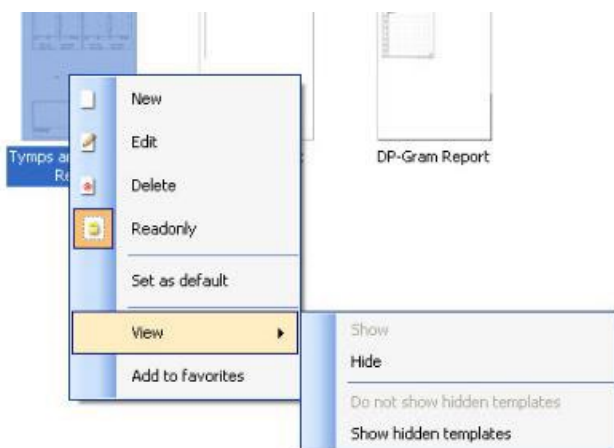 Tymps a
Re
DP-Gram Report
New
Edit
Delete
Readonly
Set as default
View
Add to favorites
Show
Hide
Do not show hidden templates
Show hidden templates